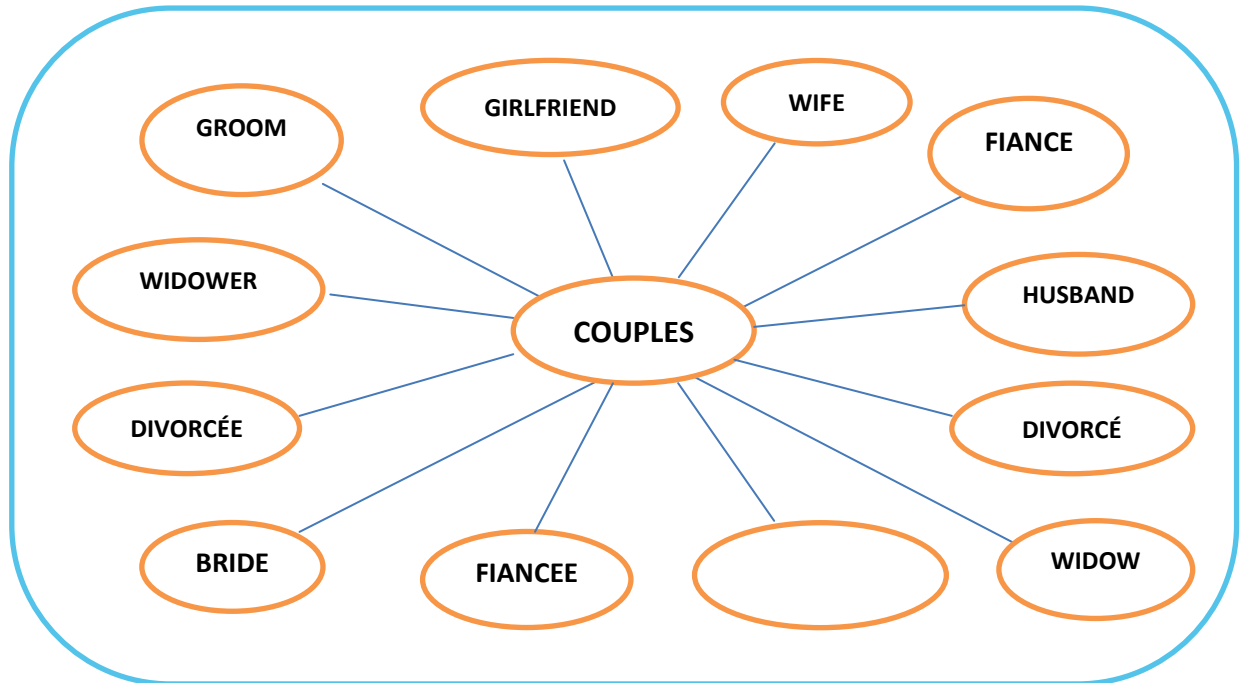 GROOM
GIRLFRIEND
WIFE
FIANCE
WIDOWER
HUSBAND
COUPLES
DIVORCÉE
DIVORCÉ
BRIDE
FIANCEE
WIDOW